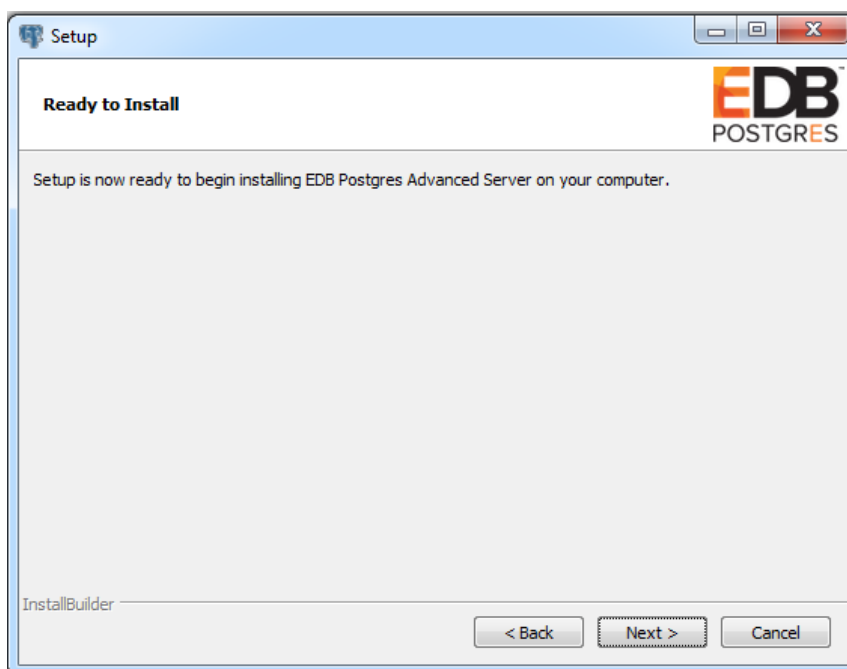 Setup
Ready to Install
EDB™
POSTGRES
Setup is now ready to begin installing EDB Postgres Advanced Server on your computer.
InstallBuilder
< Back
Next >
Cancel